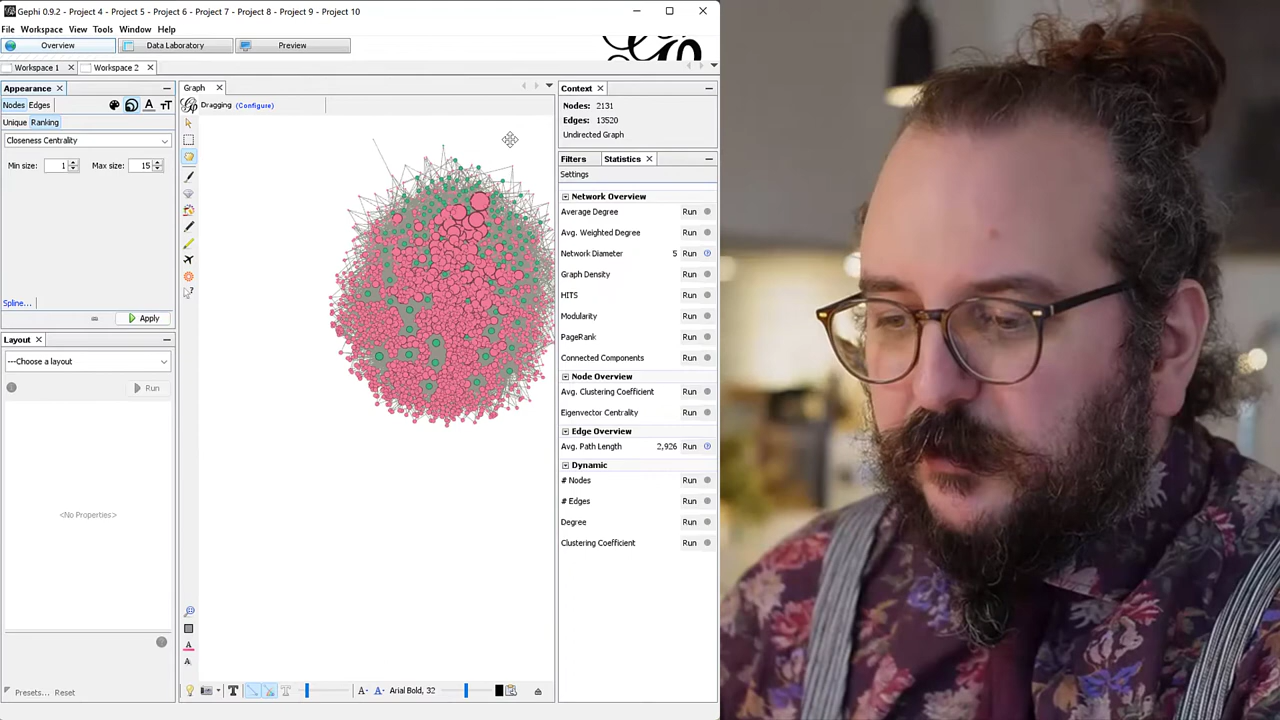 Gephi 0.9.2 - Project 4 - Project 5 - Project 6 - Project 7 - Project 8 - Project 9 - Project 10
File Workspace View Tools Window Help
Overview Data Laboratory Preview
Workspace 1 Workspace 2
Appearance
Nodes Edges
Unique Ranking
Closeness Centrality
Min size: 1 Max size: 15
Spline...
Apply
Layout
---Choose a layout
Run
<No Properties>
Presets... Reset
Graph
Dragging (Configure)
Arial Bold, 32
Context
Nodes: 2131
Edges: 13520
Undirected Graph
Filters Statistics
Settings
Network Overview
Average Degree Run
Avg. Weighted Degree Run
Network Diameter 5 Run
Graph Density Run
HITS Run
Modularity Run
PageRank Run
Connected Components Run
Node Overview
Avg. Clustering Coefficient Run
Eigenvector Centrality Run
Edge Overview
Avg. Path Length 2,926 Run
Dynamic
# Nodes Run
# Edges Run
Degree Run
Clustering Coefficient Run